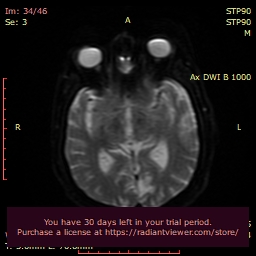 Im: 34/46
Se: 3
A
STP90
STP90
M
Ax DWI B 1000
R
L
You have 30 days left in your trial period.
Purchase a license at https://radiantviewer.com/store/